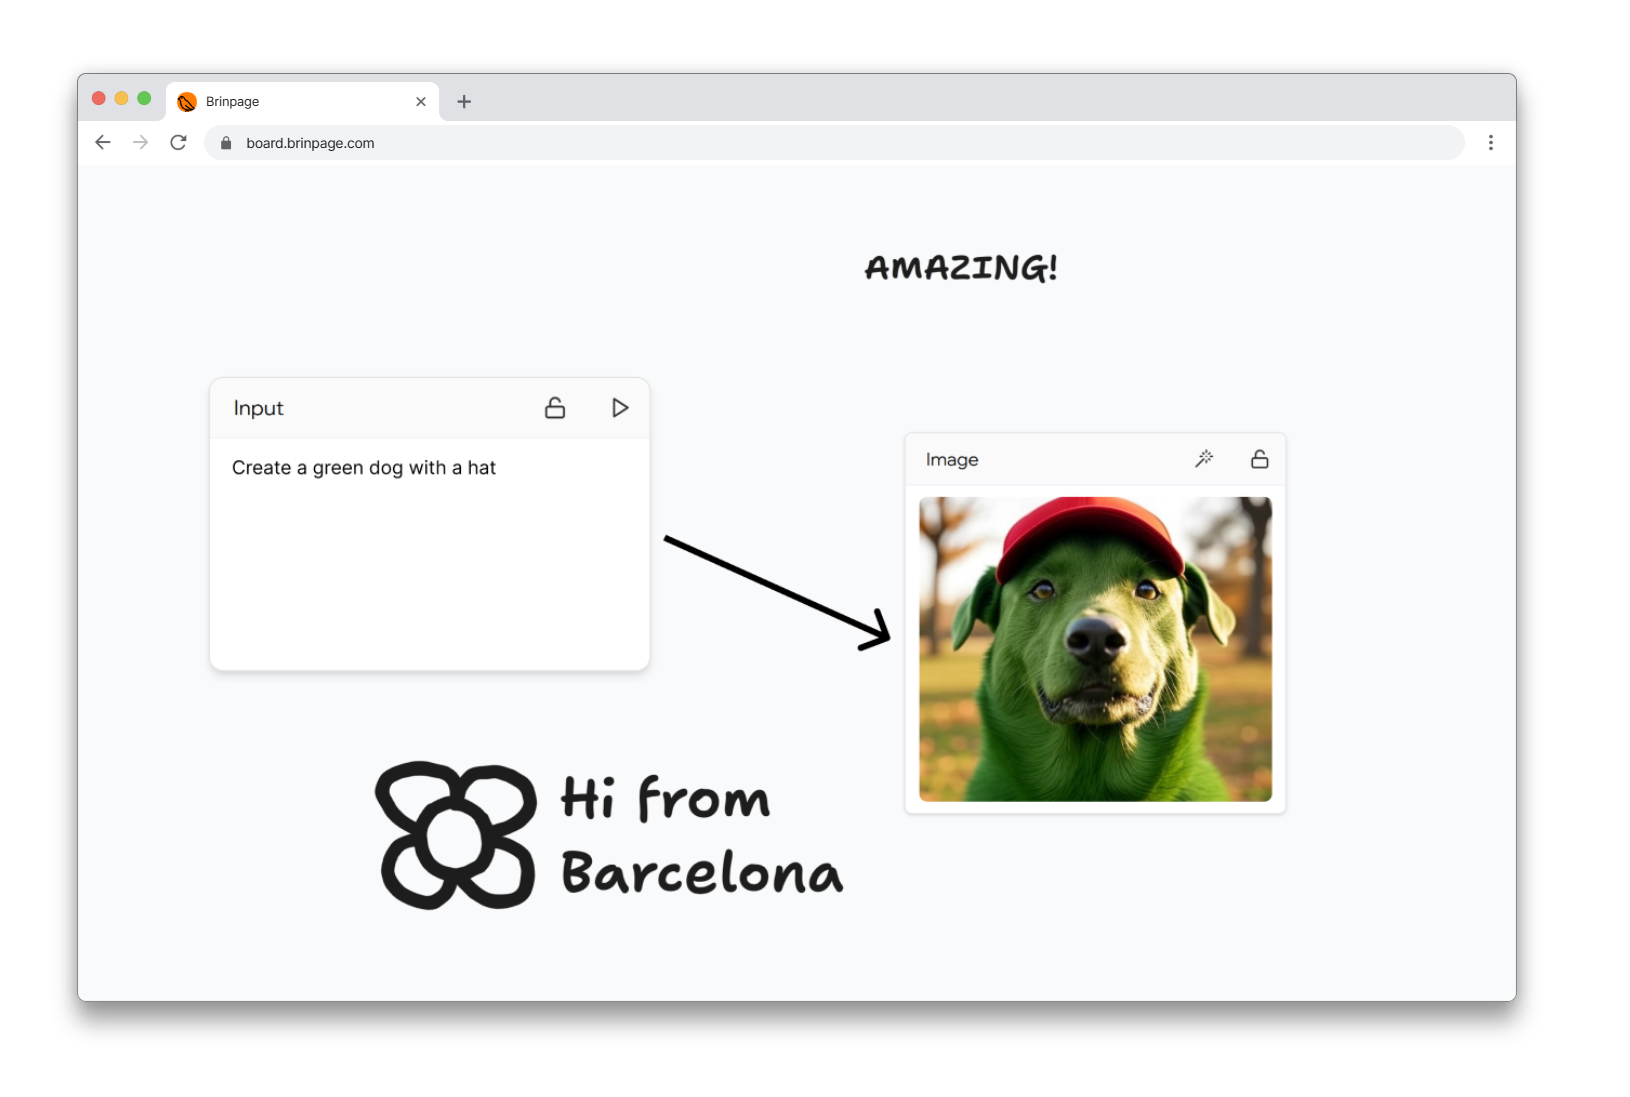 Brinpage
board.brinpage.com
AMAZING!
Input
Create a green dog with a hat
Image
Hi from
Barcelona